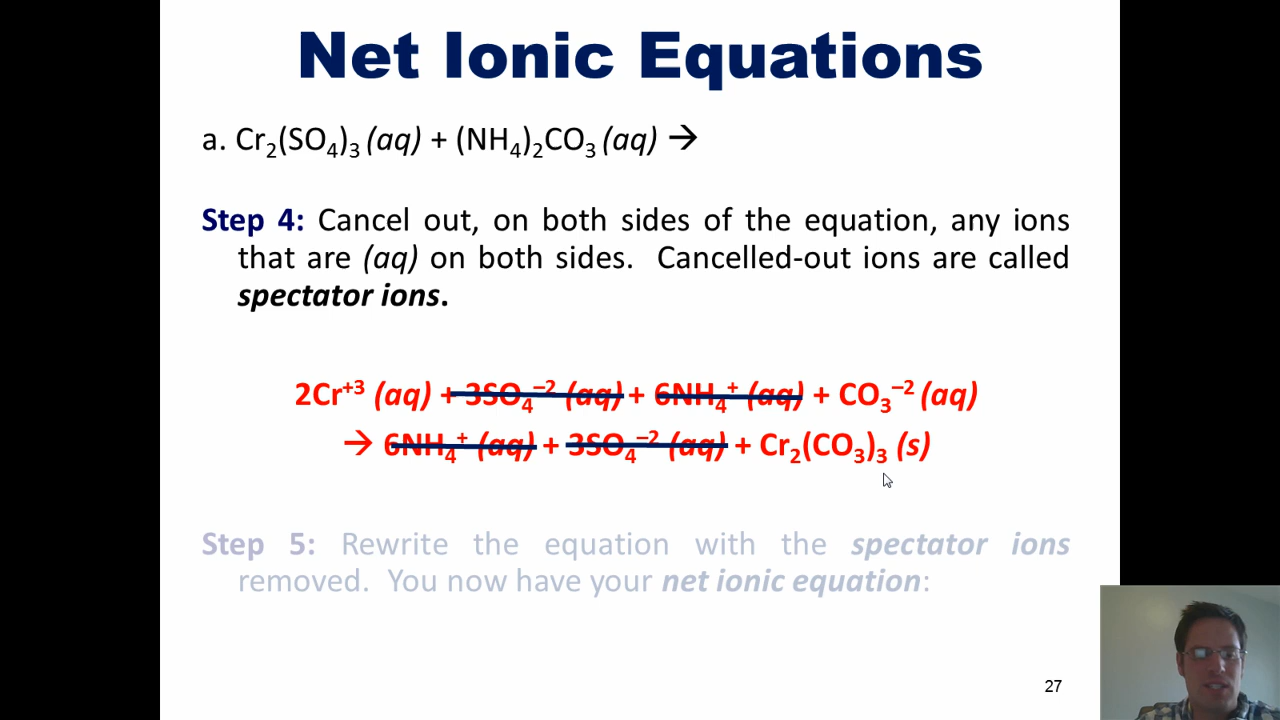 Net Ionic Equations
a. Cr₂(SO₄)₃ (aq) + (NH₄)₂CO₃ (aq) →
Step 4: Cancel out, on both sides of the equation, any ions
that are (aq) on both sides. Cancelled-out ions are called
spectator ions.
2Cr⁺³ (aq) + 3SO₄⁻² (aq) + 6NH₄⁺ (aq) + CO₃⁻² (aq)
→ 6NH₄⁺ (aq) + 3SO₄⁻² (aq) + Cr₂(CO₃)₃ (s)
Step 5: Rewrite the equation with the spectator ions
removed. You now have your net ionic equation:
27